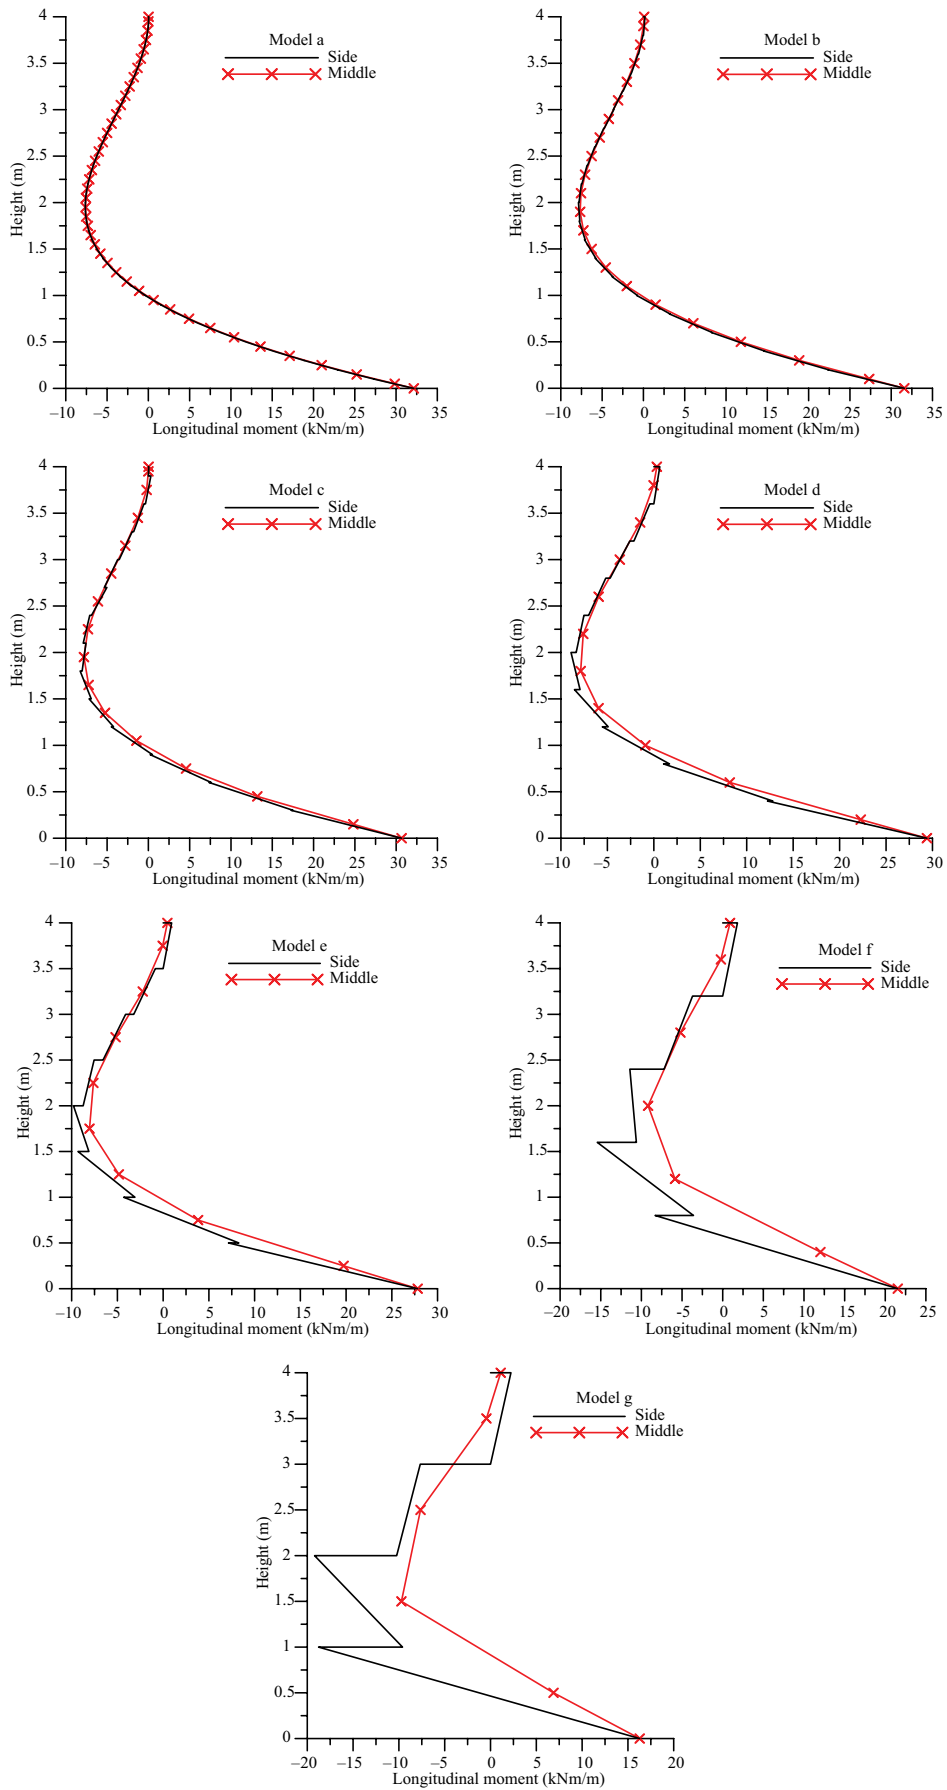 Model a
Side
Middle
Height (m)
4
3.5
3
2.5
2
1.5
1
0.5
0
–10 –5 0 5 10 15 20 25 30 35
Longitudinal moment (kNm/m)
Model b
Side
Middle
Height (m)
4
3.5
3
2.5
2
1.5
1
0.5
0
–10 –5 0 5 10 15 20 25 30 35
Longitudinal moment (kNm/m)
Model c
Side
Middle
Height (m)
4
3.5
3
2.5
2
1.5
1
0.5
0
–10 –5 0 5 10 15 20 25 30 35
Longitudinal moment (kNm/m)
Model d
Side
Middle
Height (m)
4
3.5
3
2.5
2
1.5
1
0.5
0
–10 –5 0 5 10 15 20 25 30
Longitudinal moment (kNm/m)
Model e
Side
Middle
Height (m)
4
3.5
3
2.5
2
1.5
1
0.5
0
–10 –5 0 5 10 15 20 25 30
Longitudinal moment (kNm/m)
Model f
Side
Middle
Height (m)
4
3.5
3
2.5
2
1.5
1
0.5
0
–20 –15 –10 –5 0 5 10 15 20 25
Longitudinal moment (kNm/m)
Model g
Side
Middle
Height (m)
4
3.5
3
2.5
2
1.5
1
0.5
0
–20 –15 –10 –5 0 5 10 15 20
Longitudinal moment (kNm/m)